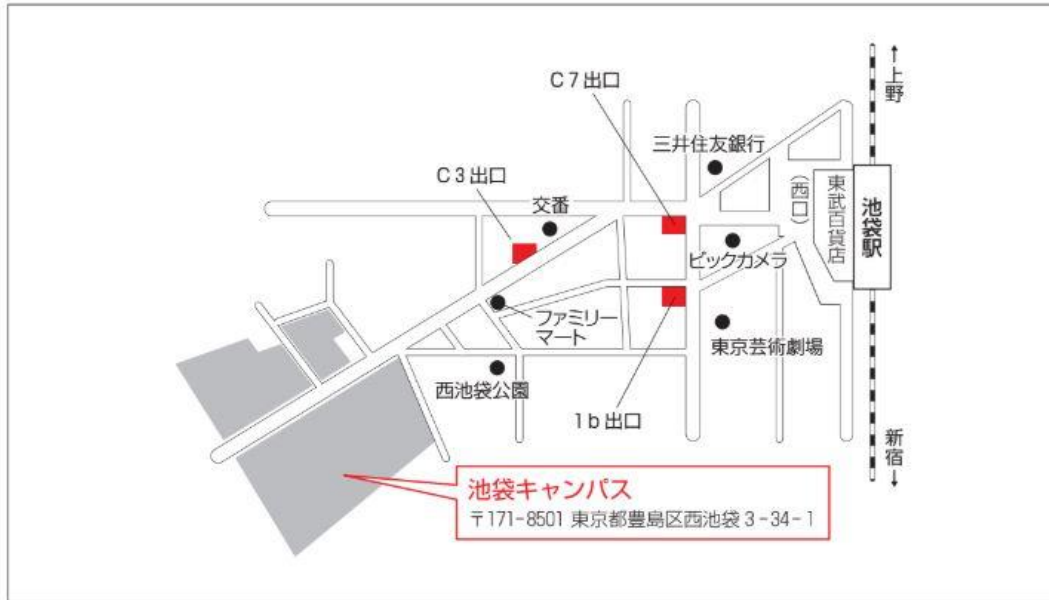 ↑上野
C7出口
三井住友銀行
C3出口
交番
(西口)
東武百貨店
池袋駅
ビックカメラ
ファミリー
マート
東京芸術劇場
西池袋公園
1b出口
新宿↓
池袋キャンパス
〒171-8501 東京都豊島区西池袋3-34-1